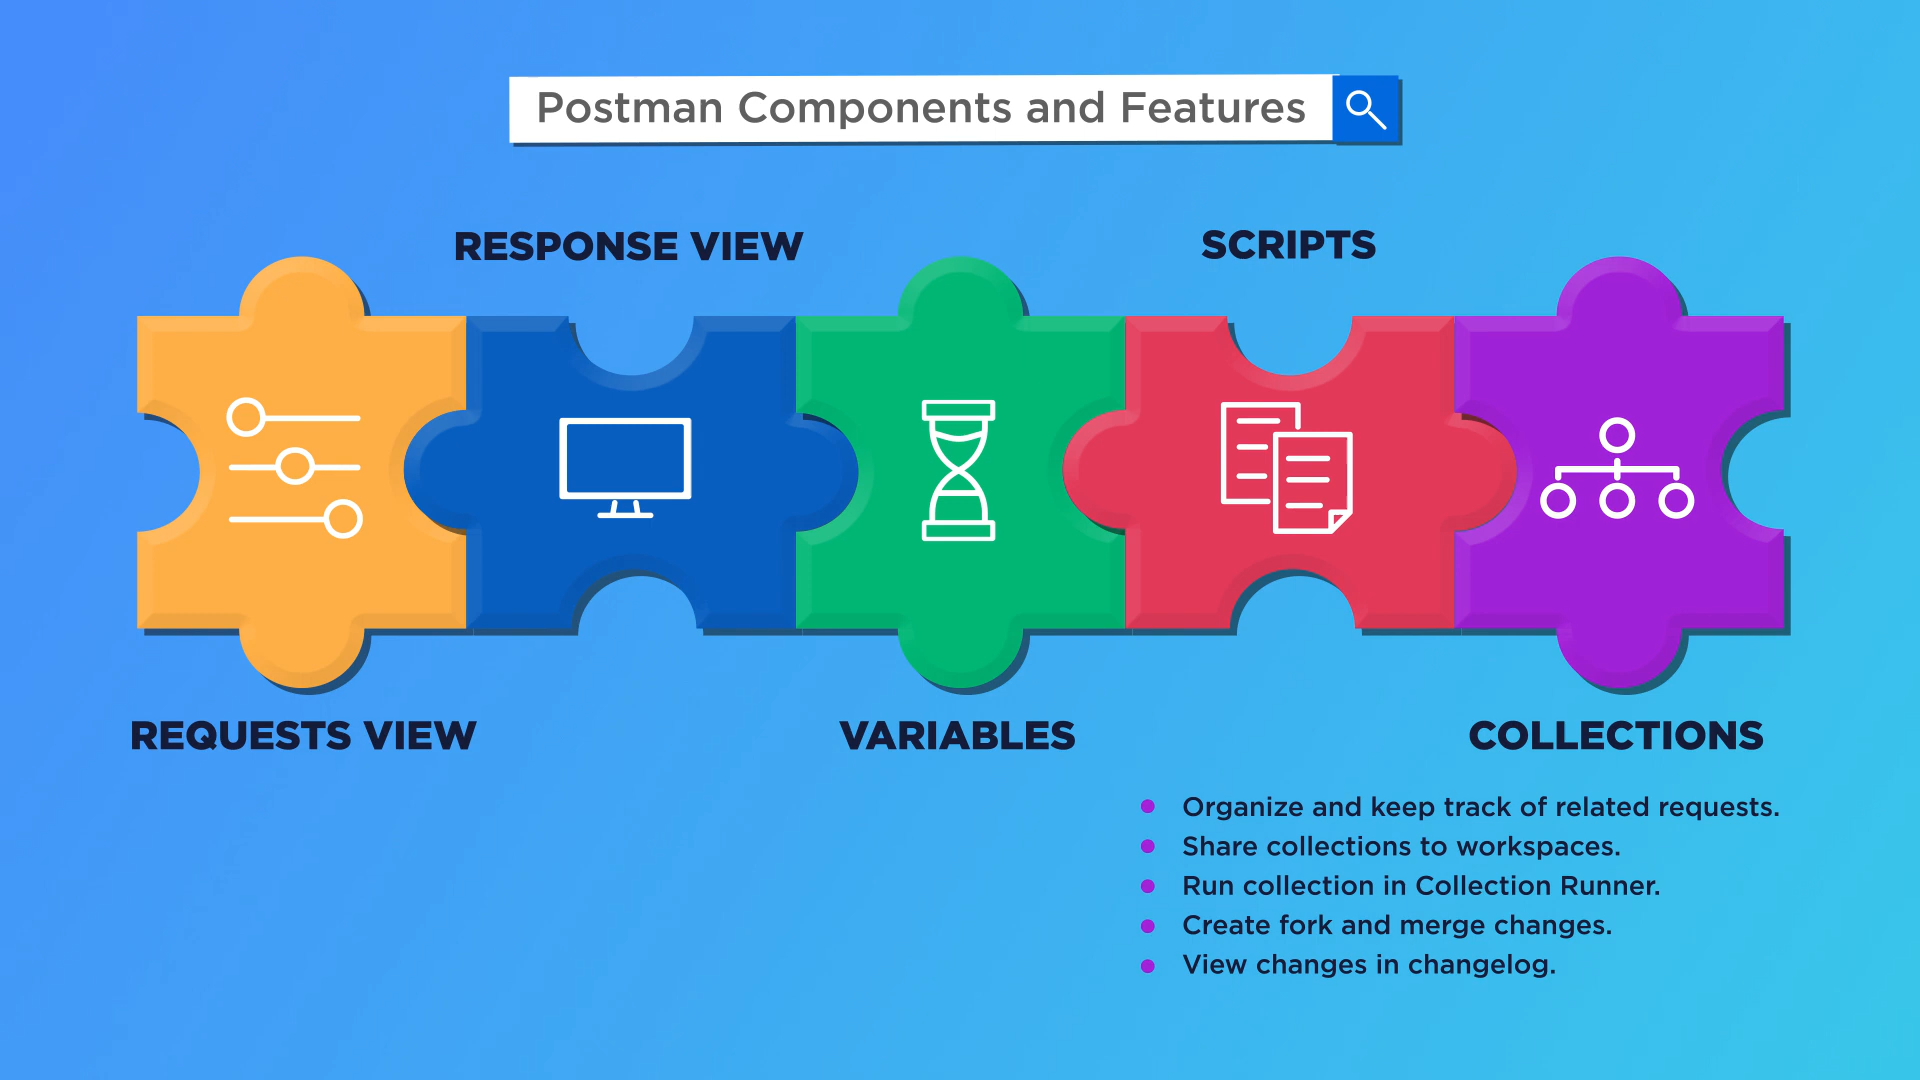 Postman Components and Features
RESPONSE VIEW
SCRIPTS
REQUESTS VIEW
VARIABLES
COLLECTIONS
Organize and keep track of related requests.
Share collections to workspaces.
Run collection in Collection Runner.
Create fork and merge changes.
View changes in changelog.